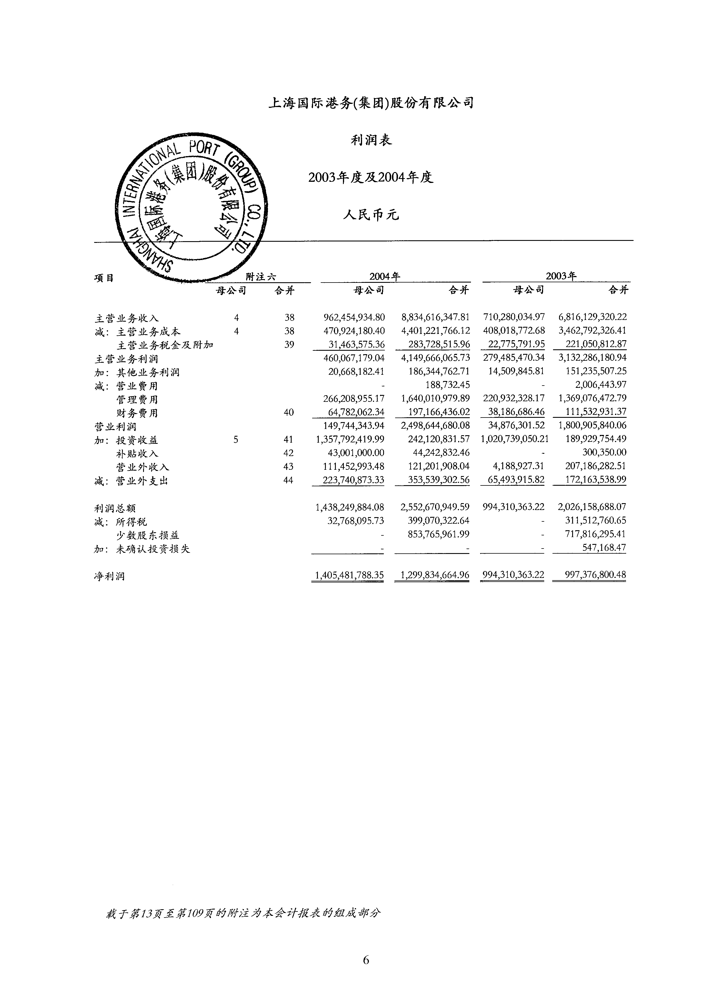 上海国际港务(集团)股份有限公司
利润表
2003年度及2004年度
人民币元
SHANGHAI INTERNATIONAL PORT (GROUP) CO., LTD.
上海国际港务(集团)股份有限公司
项目 附注六 2004年 2003年
母公司 合并 母公司 合并 母公司 合并
主营业务收入 4 38 962,454,934.80 8,834,616,347.81 710,280,034.97 6,816,129,320.22
减: 主营业务成本 4 38 470,924,180.40 4,401,221,766.12 408,018,772.68 3,462,792,326.41
主营业务税金及附加 39 31,463,575.36 283,728,515.96 22,775,791.95 221,050,812.87
主营业务利润 460,067,179.04 4,149,666,065.73 279,485,470.34 3,132,286,180.94
加: 其他业务利润 20,668,182.41 186,344,762.71 14,509,845.81 151,235,507.25
减: 营业费用 - 188,732.45 - 2,006,443.97
管理费用 266,208,955.17 1,640,010,979.89 220,932,328.17 1,369,076,472.79
财务费用 40 64,782,062.34 197,166,436.02 38,186,686.46 111,532,931.37
营业利润 149,744,343.94 2,498,644,680.08 34,876,301.52 1,800,905,840.06
加: 投资收益 5 41 1,357,792,419.99 242,120,831.57 1,020,739,050.21 189,929,754.49
补贴收入 42 43,001,000.00 44,242,832.46 - 300,350.00
营业外收入 43 111,452,993.48 121,201,908.04 4,188,927.31 207,186,282.51
减: 营业外支出 44 223,740,873.33 353,539,302.56 65,493,915.82 172,163,538.99
利润总额 1,438,249,884.08 2,552,670,949.59 994,310,363.22 2,026,158,688.07
减: 所得税 32,768,095.73 399,070,322.64 - 311,512,760.65
少数股东损益 - 853,765,961.99 - 717,816,295.41
加: 未确认投资损失 - - - 547,168.47
净利润 1,405,481,788.35 1,299,834,664.96 994,310,363.22 997,376,800.48
载于第13页至第109页的附注为本会计报表的组成部分
6